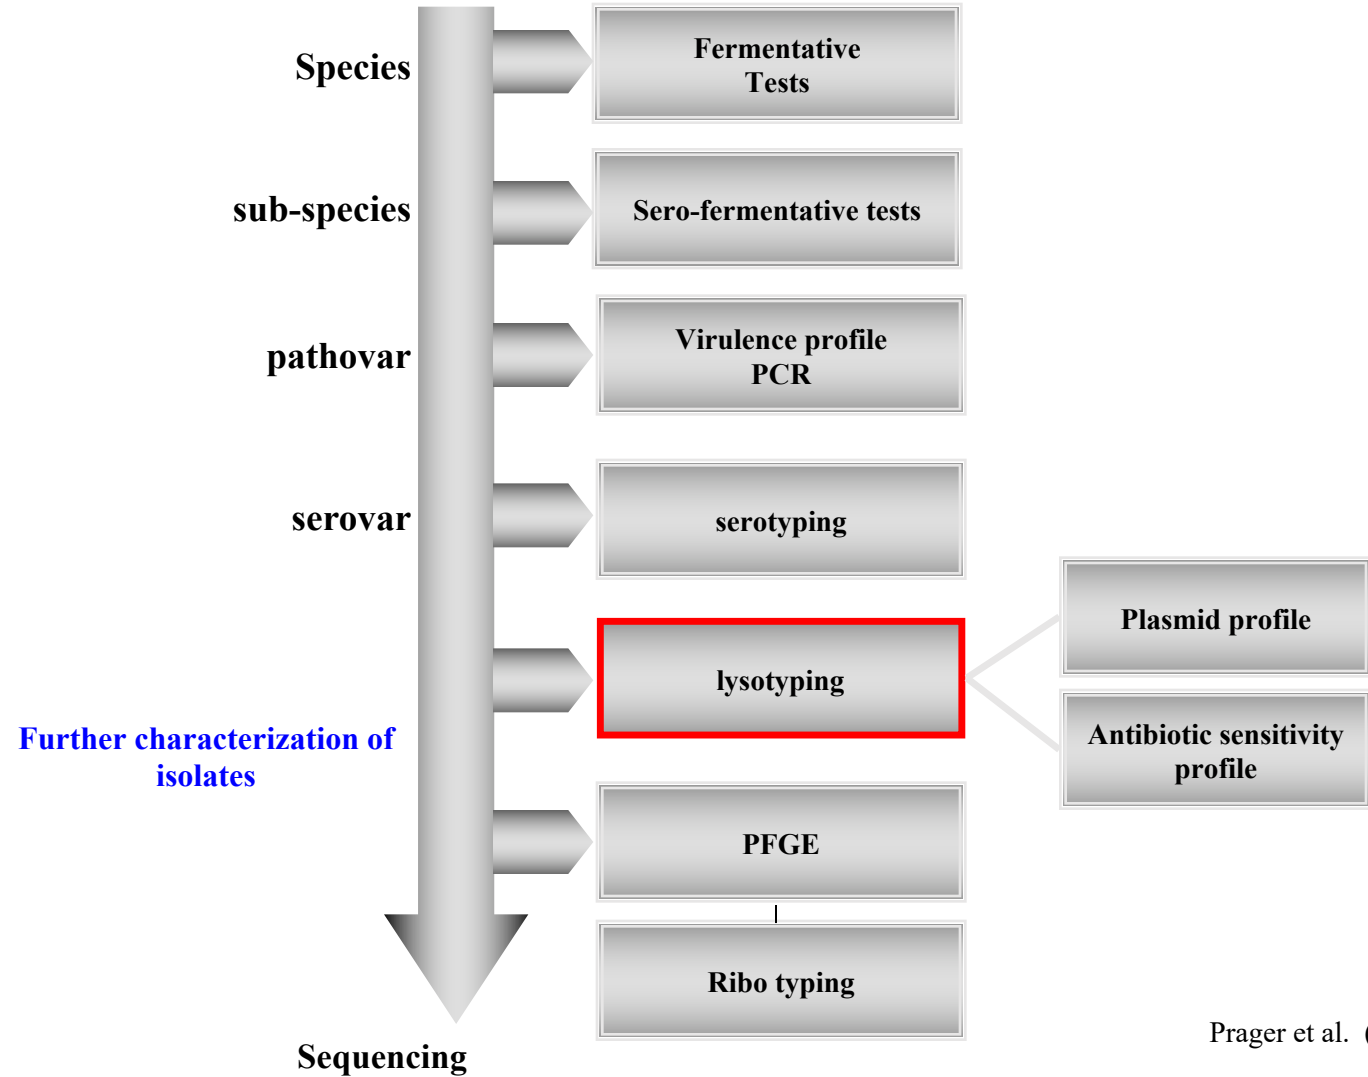 Species
Fermentative
Tests
sub-species
Sero-fermentative tests
pathovar
Virulence profile
PCR
serovar
serotyping
Plasmid profile
lysotyping
Antibiotic sensitivity
profile
Further characterization of
isolates
PFGE
Ribo typing
Prager et al. (
Sequencing